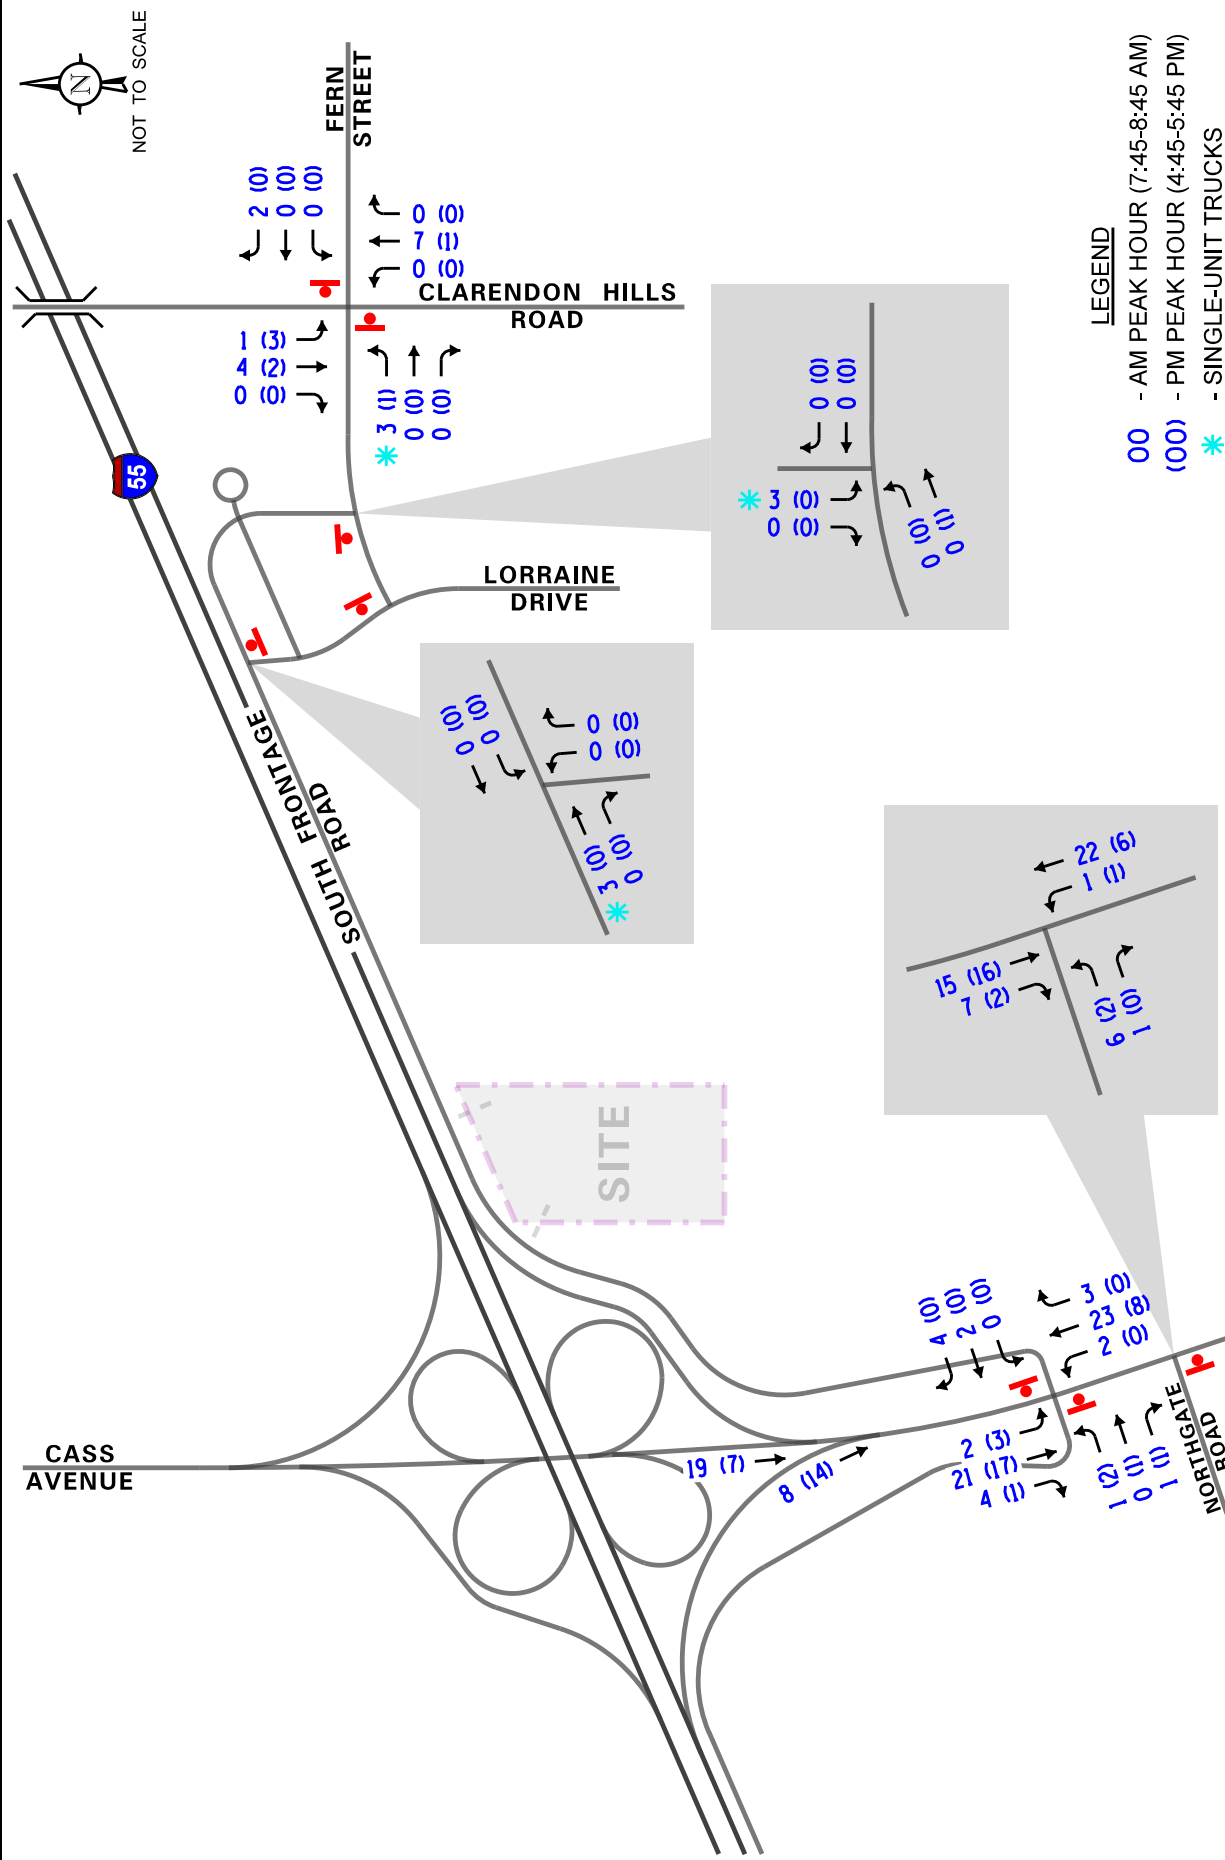 NOT TO SCALE
FERN
STREET
2 (0)
0 (0)
0 (0)
0 (0)
7 (1)
0 (0)
CLARENDON HILLS
ROAD
1 (3)
4 (2)
0 (0)
3 (1)
0 (0)
0 (0)
55
N
LORRAINE
DRIVE
0 (0)
0 (0)
3 (0)
0 (0)
0 (0)
0 (1)
SOUTH FRONTAGE
ROAD
0 (0)
0 (0)
0 (0)
0 (0)
3 (0)
0 (0)
LEGEND
00 - AM PEAK HOUR (7:45-8:45 AM)
(00) - PM PEAK HOUR (4:45-5:45 PM)
* - SINGLE-UNIT TRUCKS
22 (6)
1 (1)
15 (16)
7 (2)
6 (2)
1 (0)
SITE
CASS
AVENUE
19 (7)
8 (14)
4 (0)
2 (0)
0 (0)
3 (0)
23 (8)
2 (0)
2 (3)
21 (17)
4 (1)
1 (2)
0 (1)
1 (1)
NORTHGATE
ROAD